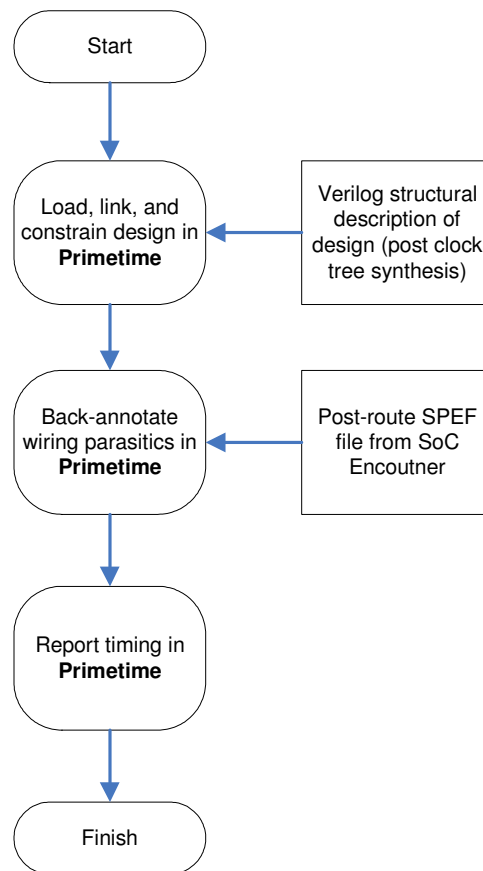 Start
Load, link, and
constrain design in
Primetime
Verilog structural
description of
design (post clock
tree synthesis)
Back-annotate
wiring parasitics in
Primetime
Post-route SPEF
file from SoC
Encoutner
Report timing in
Primetime
Finish